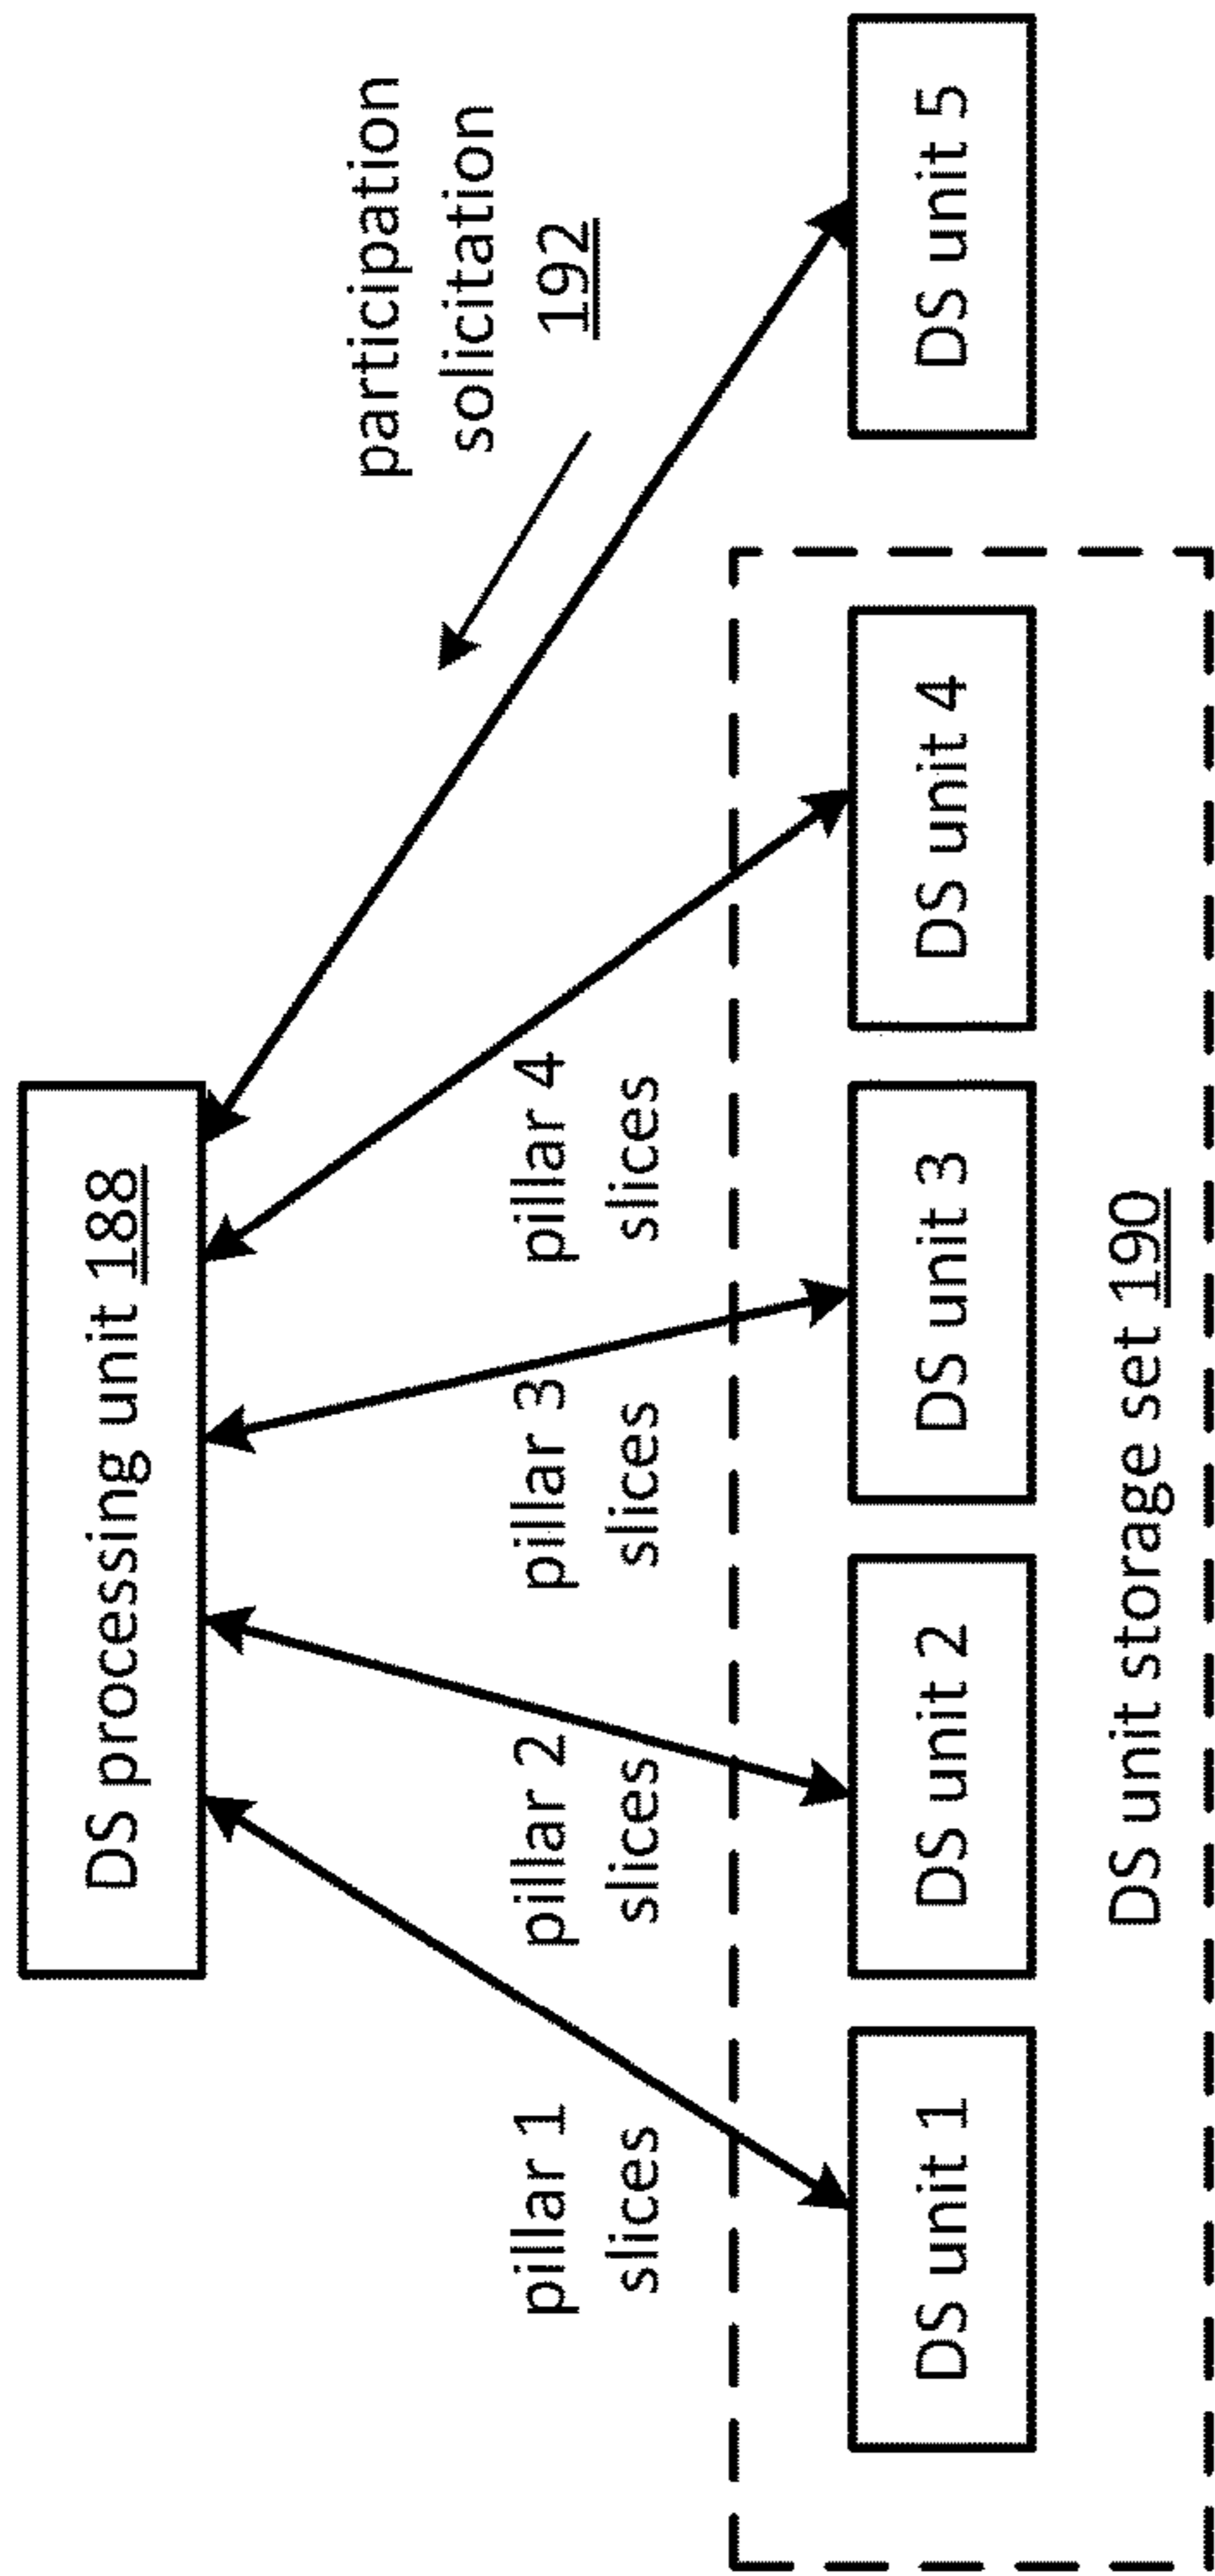 DS processing unit 188
participation
solicitation
192
pillar 1
slices
pillar 2
slices
pillar 3
slices
pillar 4
slices
DS unit 1
DS unit 2
DS unit 3
DS unit 4
DS unit 5
DS unit storage set 190